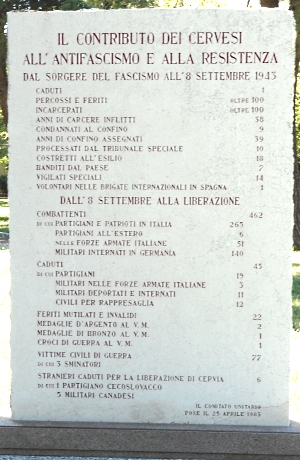 IL CONTRIBUTO DEI CERVESI
ALL'ANTIFASCISMO E ALLA RESISTENZA
DAL SORGERE DEL FASCISMO ALL'8 SETTEMBRE 1943
CADUTI 1
PERCOSSI E FERITI OLTRE 100
INCARCERATI OLTRE 100
ANNI DI CARCERE INFLITTI 58
CONDANNATI AL CONFINO 9
ANNI DI CONFINO ASSEGNATI 39
PROCESSATI DAL TRIBUNALE SPECIALE 10
COSTRETTI ALL'ESILIO 18
BANDITI DAL PAESE 7
VIGILATI SPECIALI 14
VOLONTARI NELLE BRIGATE INTERNAZIONALI IN SPAGNA 1
DALL'8 SETTEMBRE ALLA LIBERAZIONE
COMBATTENTI 462
DI CUI PARTIGIANI E PATRIOTI IN ITALIA 265
PARTIGIANI ALL'ESTERO 6
NELLE FORZE ARMATE ITALIANE 51
MILITARI INTERNATI IN GERMANIA 140
CADUTI 45
DI CUI PARTIGIANI 19
MILITARI NELLE FORZE ARMATE ITALIANE 3
MILITARI DEPORTATI E INTERNATI 11
CIVILI PER RAPPRESAGLIA 12
FERITI MUTILATI E INVALIDI 22
MEDAGLIE D'ARGENTO AL V.M. 2
MEDAGLIE DI BRONZO AL V.M. 1
CROCI DI GUERRA AL V.M. 1
VITTIME CIVILI DI GUERRA 77
DI CUI 3 SMINATORI
STRANIERI CADUTI PER LA LIBERAZIONE DI CERVIA 6
DI CUI 1 PARTIGIANO CECOSLOVACCO
5 MILITARI CANADESI
IL COMITATO UNITARIO
POSE IL 25 APRILE 1985